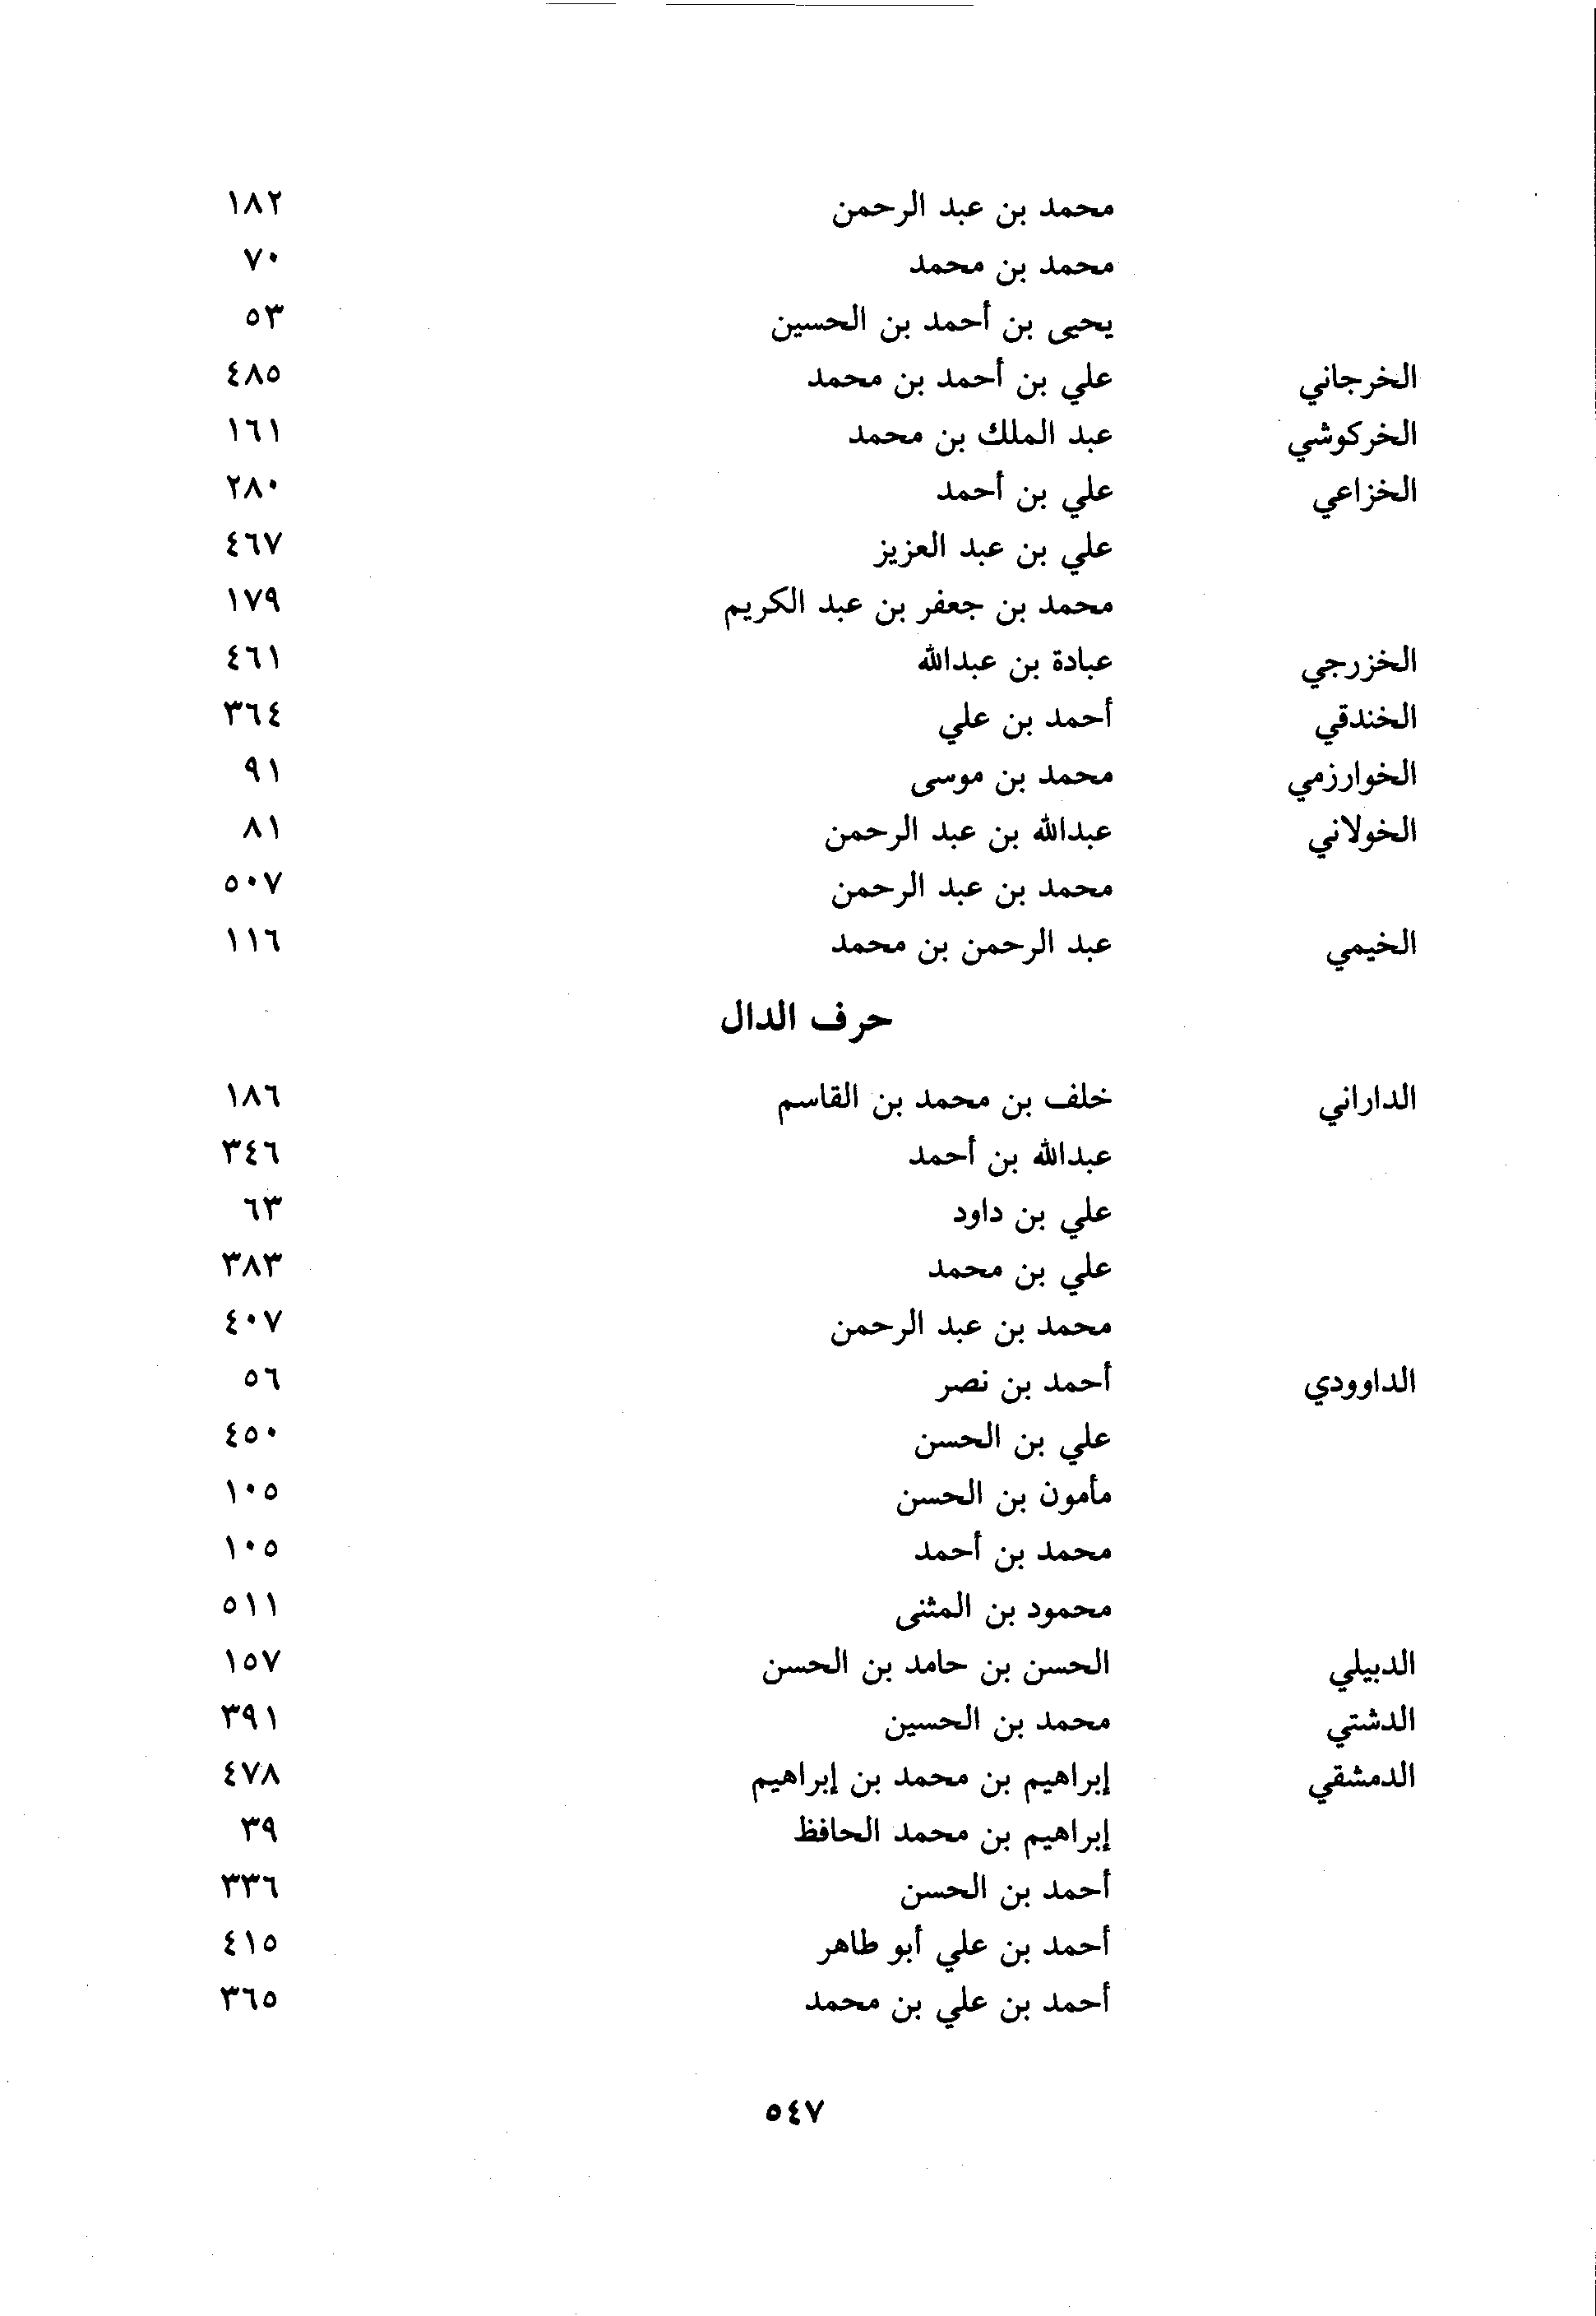 محمد بن عبد الرحمن ١٨٢
محمد بن محمد ٧٠
يحيى بن أحمد بن الحسين ٥٣
الخرجاني علي بن أحمد بن محمد ٤٨٥
الخركوشي عبد الملك بن محمد ١٦١
الخزاعي علي بن أحمد ٢٨٠
علي بن عبد العزيز ٤٦٧
محمد بن جعفر بن عبد الكريم ١٧٩
الخزرجي عبادة بن عبدالله ٤٦١
الخندقي أحمد بن علي ٣٦٤
الخوارزمي محمد بن موسى ٩١
الخولاني عبدالله بن عبد الرحمن ٨١
محمد بن عبد الرحمن ٥٠٧
الخيمي عبد الرحمن بن محمد ١١٦
حرف الدال
الداراني خلف بن محمد بن القاسم ١٨٦
عبدالله بن أحمد ٣٤٦
علي بن داود ٦٣
علي بن محمد ٣٨٣
محمد بن عبد الرحمن ٤٠٧
الداوودي أحمد بن نصر ٥٦
علي بن الحسن ٤٥٠
مأمون بن الحسن ١٠٥
محمد بن أحمد ١٠٥
محمود بن المثنى ٥١١
الدبيلي الحسن بن حامد بن الحسن ١٥٧
الدشتي محمد بن الحسين ٣٩١
الدمشقي إبراهيم بن محمد بن إبراهيم ٤٧٨
إبراهيم بن محمد الحافظ ٣٩
أحمد بن الحسن ٣٣٦
أحمد بن علي أبو طاهر ٤١٥
أحمد بن علي بن محمد ٣٦٥
٥٤٧